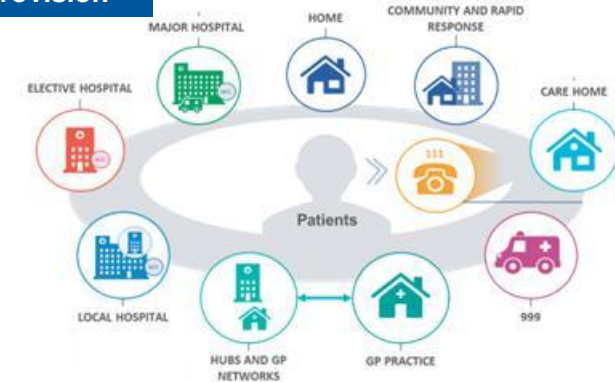 HOME
COMMUNITY AND RAPID
RESPONSE
MAJOR HOSPITAL
ELECTIVE HOSPITAL
CARE HOME
111
Patients
LOCAL HOSPITAL
999
HUBS AND GP
NETWORKS
GP PRACTICE